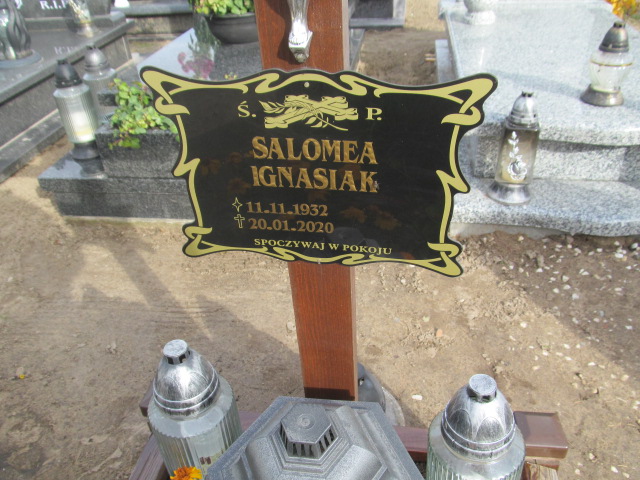 R.I.P.
Ś. P.
SALOMEA
IGNASIAK
11.11.1932
20.01.2020
SPOCZYWAJ W POKOJU